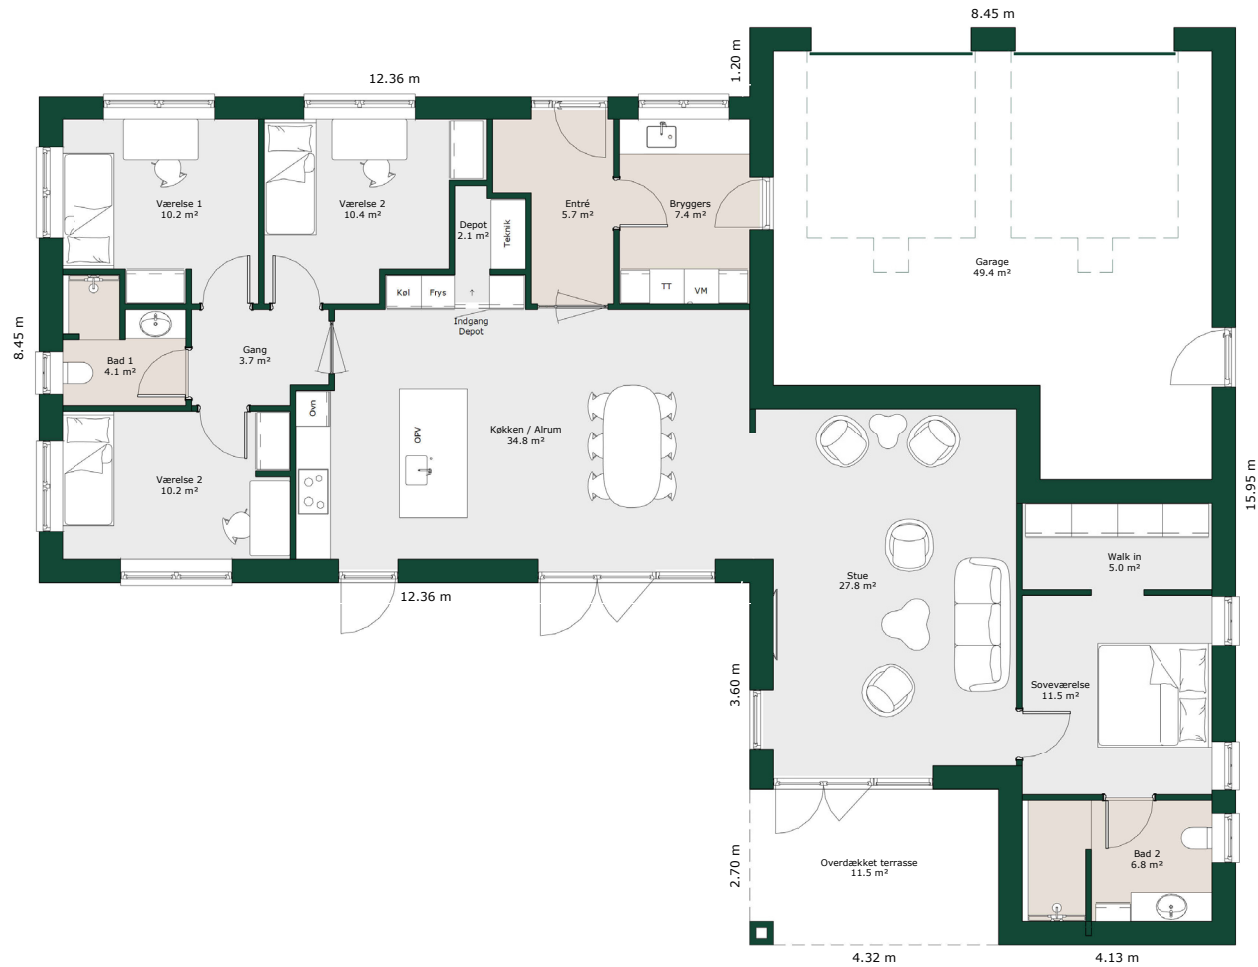 8.45 m
12.36 m
1.20 m
Værelse 1
10.2 m²
Værelse 2
10.4 m²
Depot
2.1 m²
Teknik
Entré
5.7 m²
Bryggers
7.4 m²
Garage
49.4 m²
Køl
Frys
↑
TT
VM
Indgang
Depot
8.45 m
Bad 1
4.1 m²
Gang
3.7 m²
Ovn
OPV
Køkken / Alrum
34.8 m²
Værelse 2
10.2 m²
15.95 m
Walk in
5.0 m²
Stue
27.8 m²
12.36 m
3.60 m
Soveværelse
11.5 m²
2.70 m
Overdækket terrasse
11.5 m²
Bad 2
6.8 m²
4.32 m
4.13 m